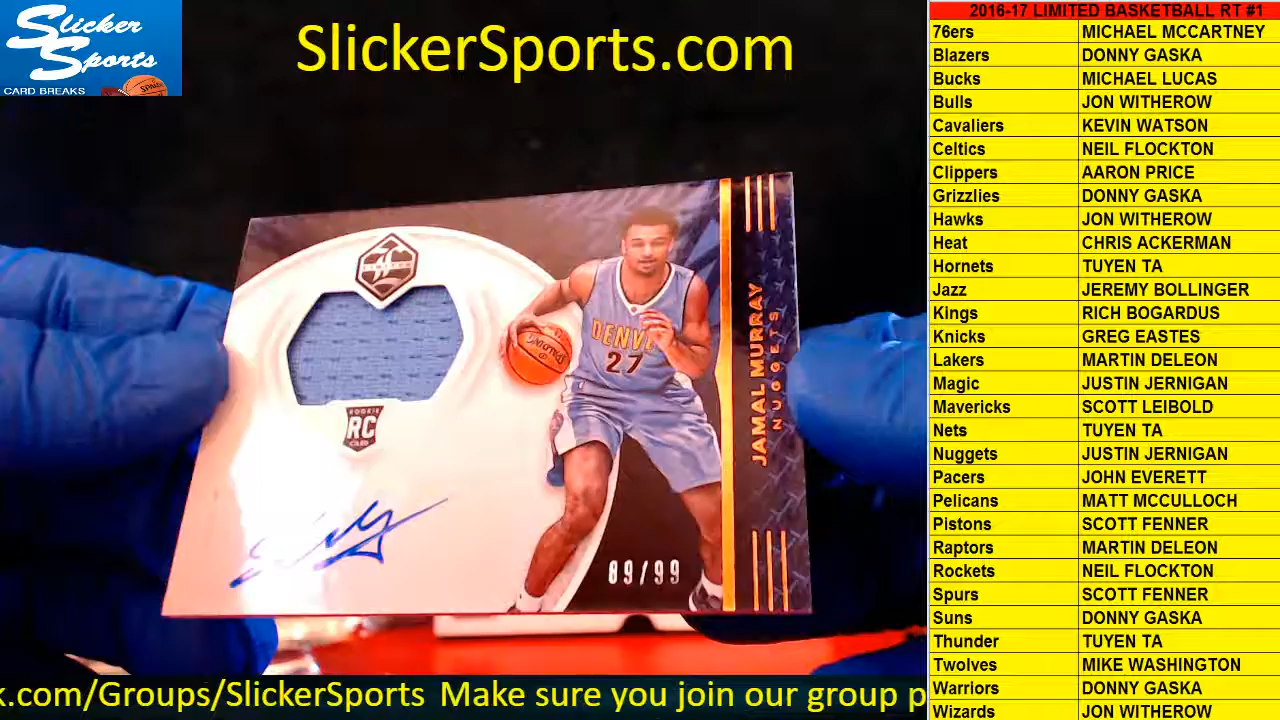 Slicker
Sports
CARD BREAKS
SlickerSports.com
LIMITED
ROOKIE
RC
CARD
SPALDING
DENVE
27
JAMAL MURRAY
NUGGETS
89/99
k.com/Groups/SlickerSports Make sure you join our group p
2016-17 LIMITED BASKETBALL RT #1
76ers MICHAEL MCCARTNEY
Blazers DONNY GASKA
Bucks MICHAEL LUCAS
Bulls JON WITHEROW
Cavaliers KEVIN WATSON
Celtics NEIL FLOCKTON
Clippers AARON PRICE
Grizzlies DONNY GASKA
Hawks JON WITHEROW
Heat CHRIS ACKERMAN
Hornets TUYEN TA
Jazz JEREMY BOLLINGER
Kings RICH BOGARDUS
Knicks GREG EASTES
Lakers MARTIN DELEON
Magic JUSTIN JERNIGAN
Mavericks SCOTT LEIBOLD
Nets TUYEN TA
Nuggets JUSTIN JERNIGAN
Pacers JOHN EVERETT
Pelicans MATT MCCULLOCH
Pistons SCOTT FENNER
Raptors MARTIN DELEON
Rockets NEIL FLOCKTON
Spurs SCOTT FENNER
Suns DONNY GASKA
Thunder TUYEN TA
Twolves MIKE WASHINGTON
Warriors DONNY GASKA
Wizards JON WITHEROW